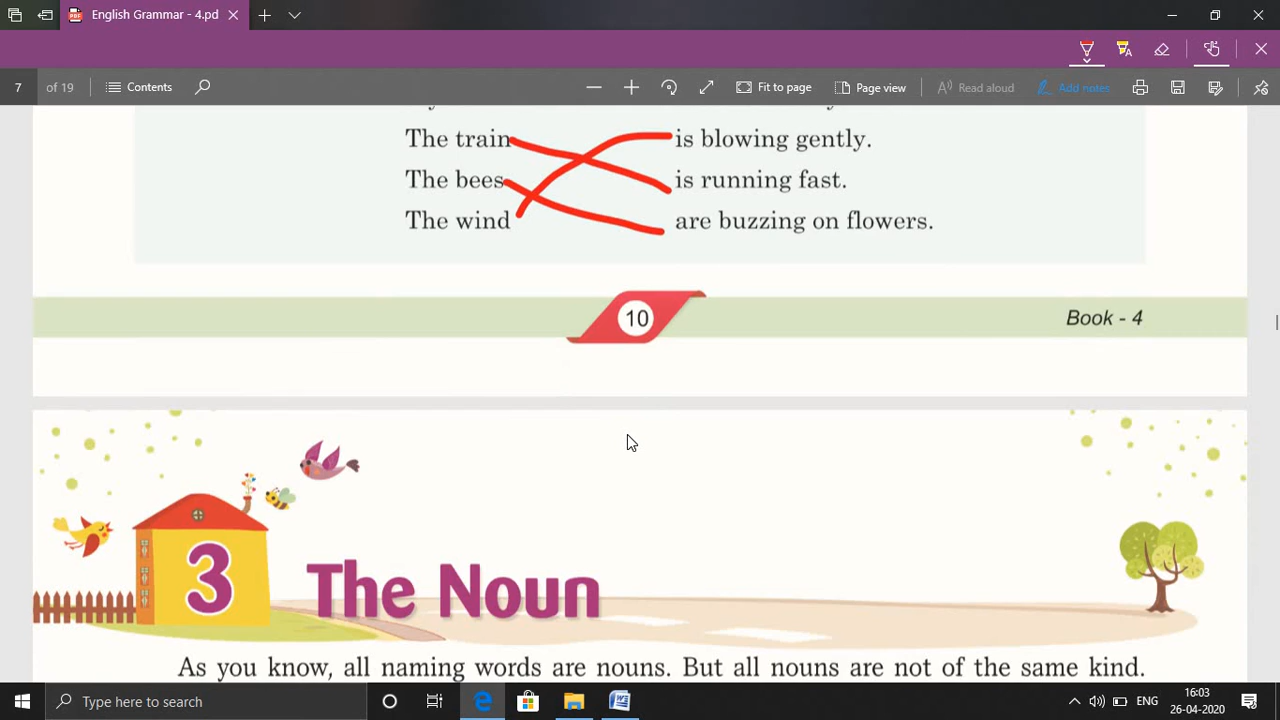 English Grammar - 4.pd
7 of 19 Contents Fit to page Page view Read aloud Add notes
The train is blowing gently.
The bees is running fast.
The wind are buzzing on flowers.
10
Book - 4
3 The Noun
As you know, all naming words are nouns. But all nouns are not of the same kind.
Type here to search
ENG
16:03
26-04-2020